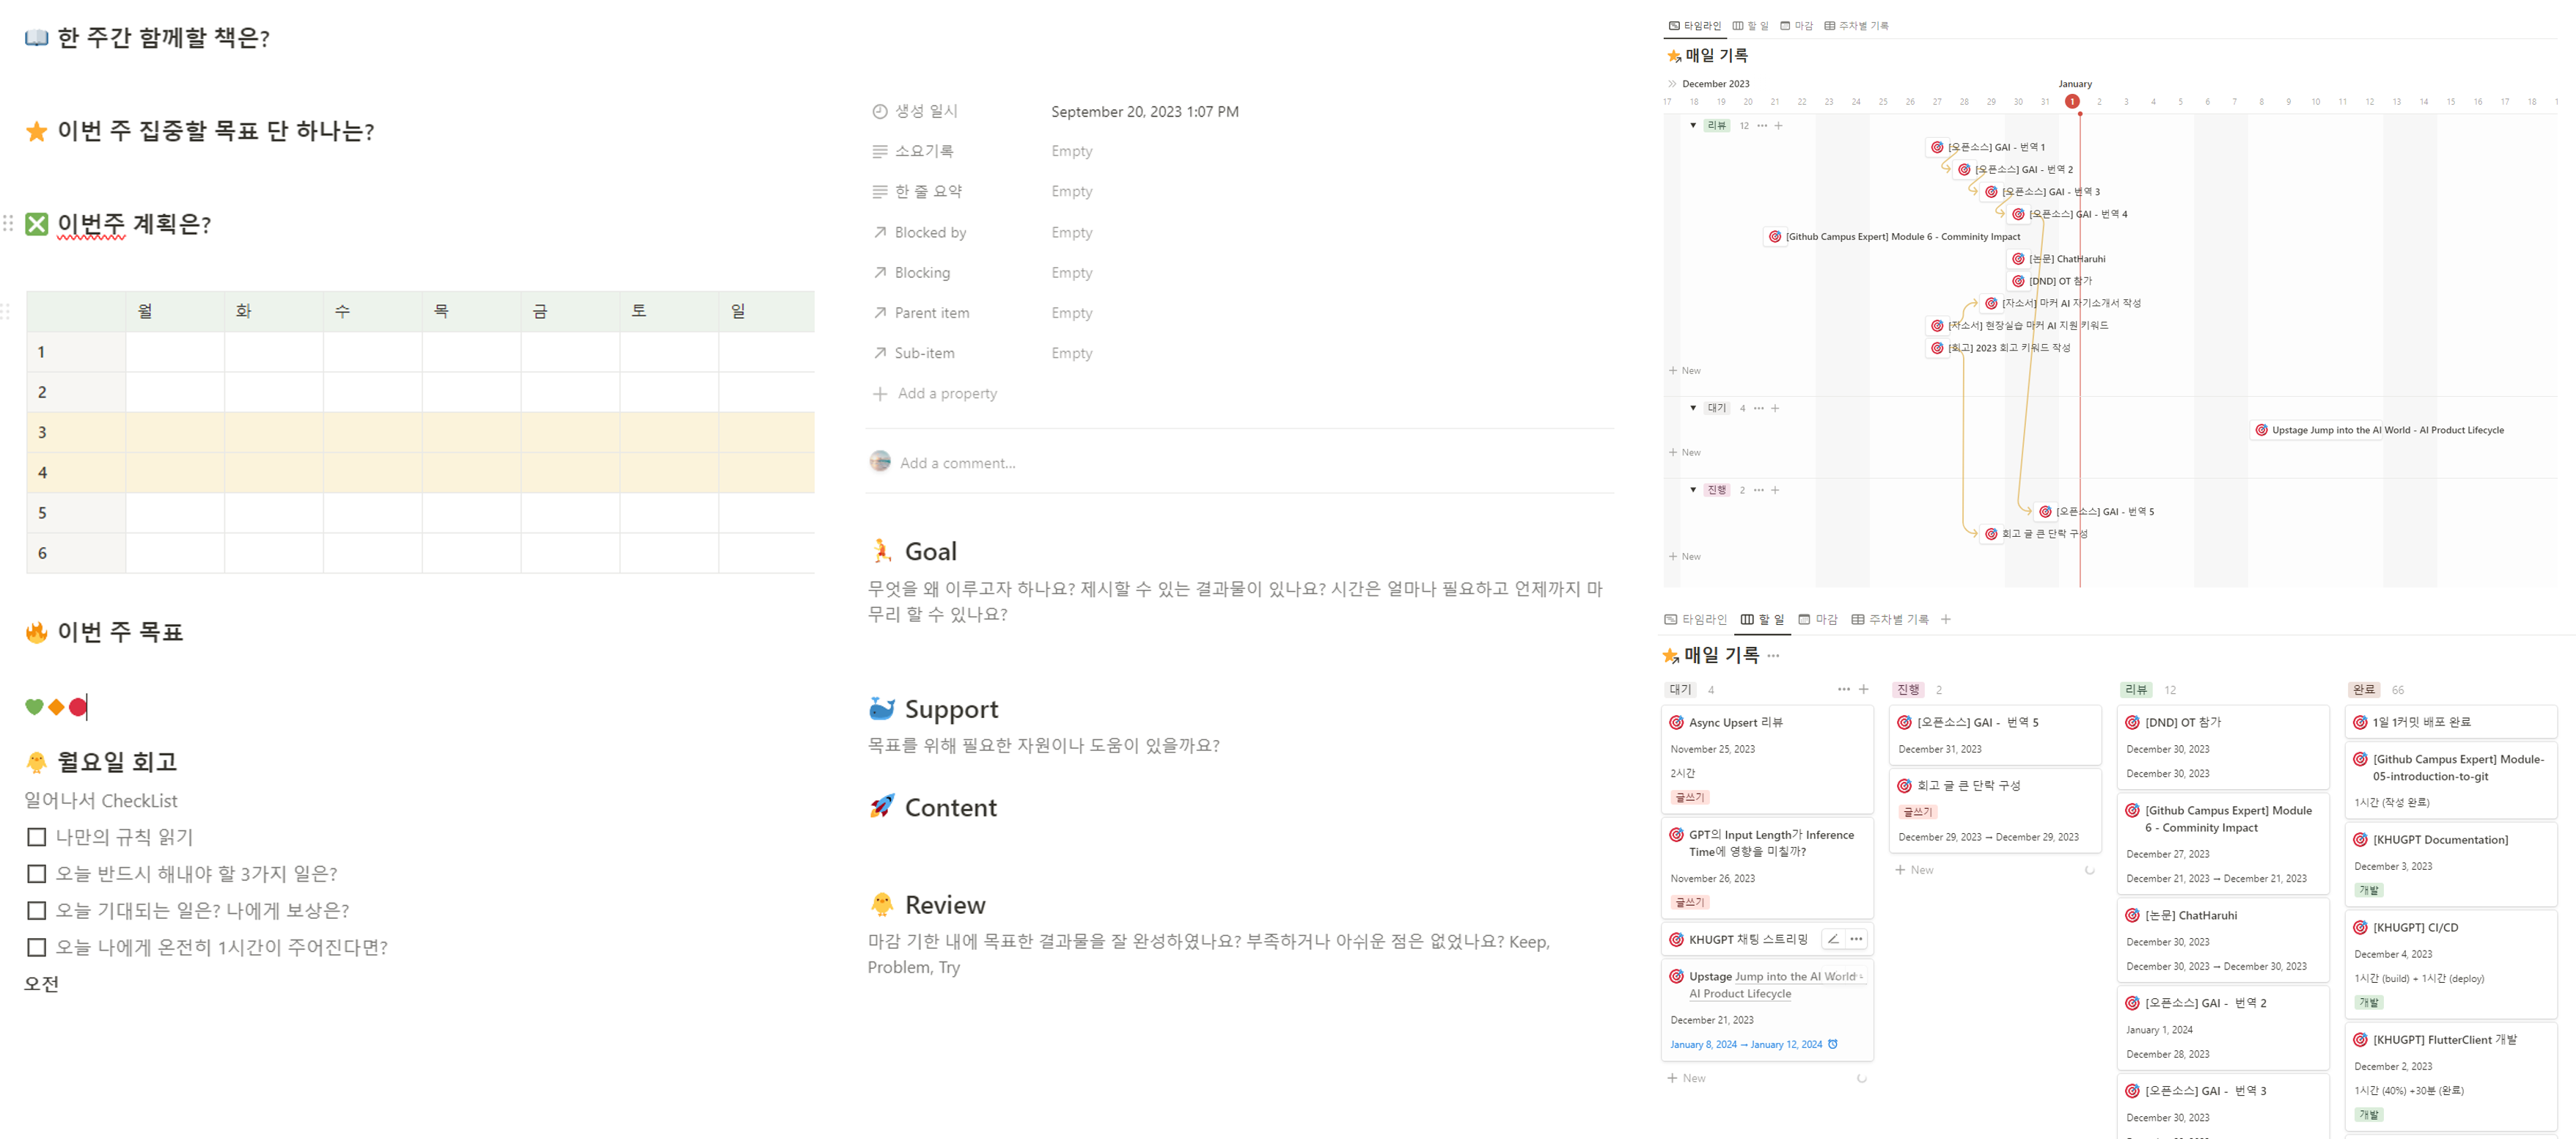 한 주간 함께할 책은?
이번 주 집중할 목표 단 하나는?
이번주 계획은?
월 화 수 목 금 토 일
1
2
3
4
5
6
이번 주 목표
월요일 회고
일어나서 CheckList
나만의 규칙 읽기
오늘 반드시 해내야 할 3가지 일은?
오늘 기대되는 일은? 나에게 보상은?
오늘 나에게 온전히 1시간이 주어진다면?
오전
생성 일시 September 20, 2023 1:07 PM
소요기록 Empty
한 줄 요약 Empty
Blocked by Empty
Blocking Empty
Parent item Empty
Sub-item Empty
Add a property
Add a comment...
Goal
무엇을 왜 이루고자 하나요? 제시할 수 있는 결과물이 있나요? 시간은 얼마나 필요하고 언제까지 마
무리 할 수 있나요?
Support
목표를 위해 필요한 자원이나 도움이 있을까요?
Content
Review
마감 기한 내에 목표한 결과물을 잘 완성하였나요? 부족하거나 아쉬운 점은 없었나요? Keep,
Problem, Try
타임라인 할 일 마감 주차별 기록
매일 기록
December 2023 January
17 18 19 20 21 22 23 24 25 26 27 28 29 30 31 1 2 3 4 5 6 7 8 9 10 11 12 13 14 15 16 17 18
리뷰 12
[오픈소스] GAI - 번역 1
[오픈소스] GAI - 번역 2
[오픈소스] GAI - 번역 3
[오픈소스] GAI - 번역 4
[Github Campus Expert] Module 6 - Comminity Impact
[논문] ChatHaruhi
[DND] OT 참가
[자소서] 마커 AI 자기소개서 작성
[자소서] 현장실습 마커 AI 지원 키워드
[회고] 2023 회고 키워드 작성
New
대기 4
Upstage Jump into the AI World - AI Product Lifecycle
New
진행 2
[오픈소스] GAI - 번역 5
회고 글 큰 단락 구성
New
타임라인 할 일 마감 주차별 기록
매일 기록
대기 4
Async Upsert 리뷰
November 25, 2023
2시간
글쓰기
GPT의 Input Length가 Inference
Time에 영향을 미칠까?
November 26, 2023
글쓰기
KHUGPT 채팅 스트리밍
Upstage Jump into the AI World -
AI Product Lifecycle
December 21, 2023
January 8, 2024 → January 12, 2024
New
진행 2
[오픈소스] GAI - 번역 5
December 31, 2023
회고 글 큰 단락 구성
글쓰기
December 29, 2023 → December 29, 2023
New
리뷰 12
[DND] OT 참가
December 30, 2023
December 30, 2023
[Github Campus Expert] Module
6 - Comminity Impact
December 27, 2023
December 21, 2023 → December 21, 2023
[논문] ChatHaruhi
December 30, 2023
December 30, 2023 → December 30, 2023
[오픈소스] GAI - 번역 2
January 1, 2024
December 28, 2023
[오픈소스] GAI - 번역 3
December 30, 2023
완료 66
1일 1커밋 배포 완료
[Github Campus Expert] Module-
05-introduction-to-git
1시간 (작성 완료)
[KHUGPT Documentation]
December 3, 2023
개발
[KHUGPT] CI/CD
December 4, 2023
1시간 (build) + 1시간 (deploy)
개발
[KHUGPT] FlutterClient 개발
December 2, 2023
1시간 (40%) +30분 (완료)
개발